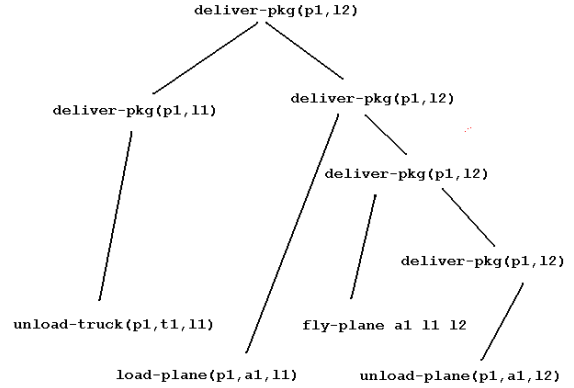 deliver-pkg(p1,l2)
deliver-pkg(p1,l1)
deliver-pkg(p1,l2)
deliver-pkg(p1,l2)
deliver-pkg(p1,l2)
unload-truck(p1,t1,l1)
fly-plane a1 l1 l2
load-plane(p1,a1,l1)
unload-plane(p1,a1,l2)